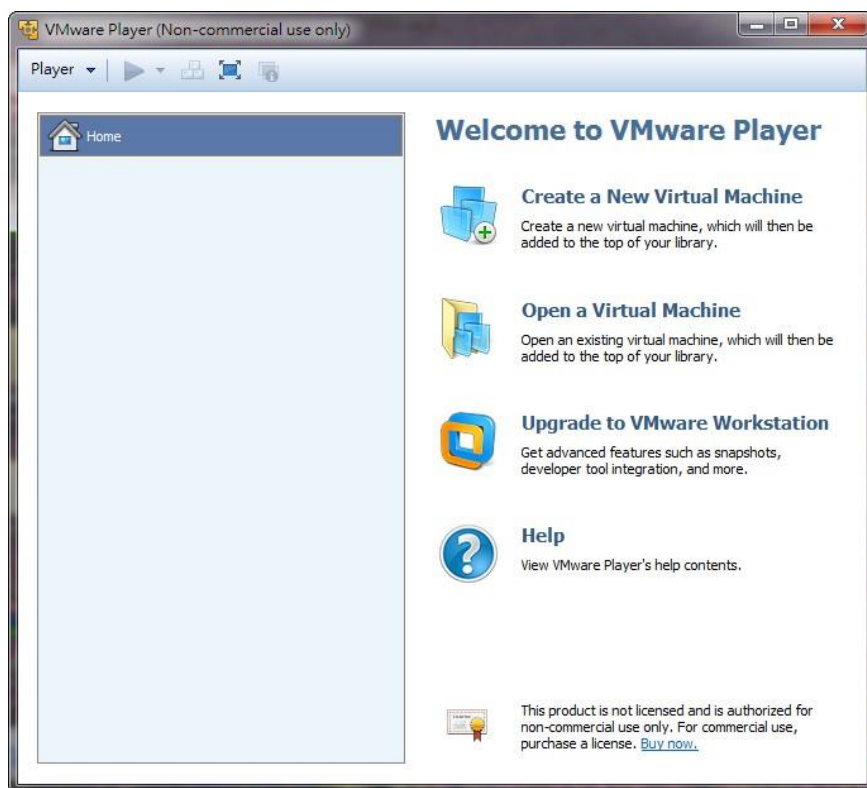 VMware Player (Non-commercial use only)
Player
Home
Welcome to VMware Player
Create a New Virtual Machine
Create a new virtual machine, which will then be
added to the top of your library.
Open a Virtual Machine
Open an existing virtual machine, which will then be
added to the top of your library.
Upgrade to VMware Workstation
Get advanced features such as snapshots,
developer tool integration, and more.
Help
View VMware Player's help contents.
This product is not licensed and is authorized for
non-commercial use only. For commercial use,
purchase a license. Buy now.